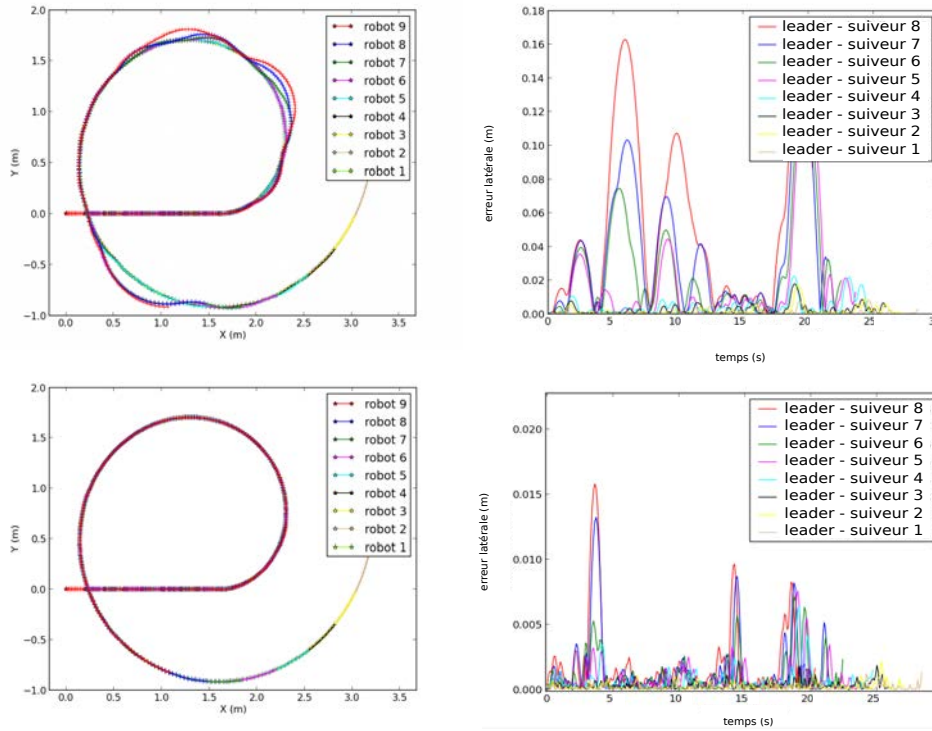 2.0
1.5
1.0
0.5
0.0
−0.5
−1.0
Y (m)
0.0 0.5 1.0 1.5 2.0 2.5 3.0 3.5
X (m)
robot 9
robot 8
robot 7
robot 6
robot 5
robot 4
robot 3
robot 2
robot 1
0.18
0.16
0.14
0.12
0.10
0.08
0.06
0.04
0.02
0.00
erreur latérale (m)
0 5 10 15 20 25 30
temps (s)
leader - suiveur 8
leader - suiveur 7
leader - suiveur 6
leader - suiveur 5
leader - suiveur 4
leader - suiveur 3
leader - suiveur 2
leader - suiveur 1
2.0
1.5
1.0
0.5
0.0
−0.5
−1.0
Y (m)
0.0 0.5 1.0 1.5 2.0 2.5 3.0 3.5
X (m)
robot 9
robot 8
robot 7
robot 6
robot 5
robot 4
robot 3
robot 2
robot 1
0.020
0.015
0.010
0.005
0.000
erreur latérale (m)
0 5 10 15 20 25 30
temps (s)
leader - suiveur 8
leader - suiveur 7
leader - suiveur 6
leader - suiveur 5
leader - suiveur 4
leader - suiveur 3
leader - suiveur 2
leader - suiveur 1